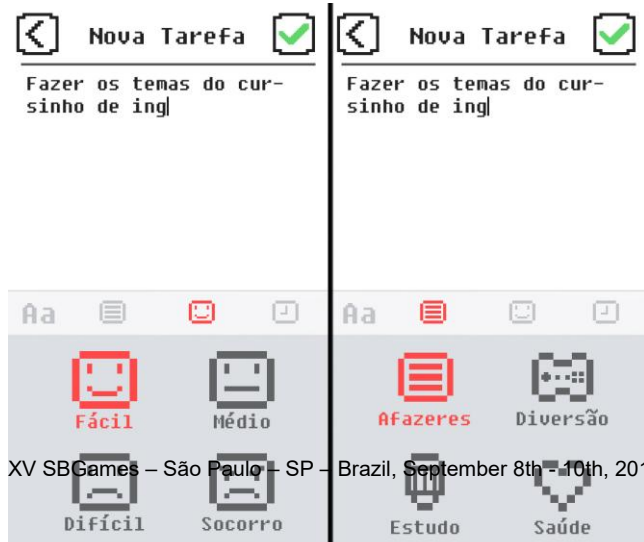 Nova Tarefa
Fazer os temas do cur-
sinho de ing
Aa
Fácil
Médio
Difícil
Socorro
Nova Tarefa
Fazer os temas do cur-
sinho de ing
Aa
Afazeres
Diversão
Estudo
Saúde
XV SBGames – São Paulo – SP – Brazil, September 8th - 10th, 201